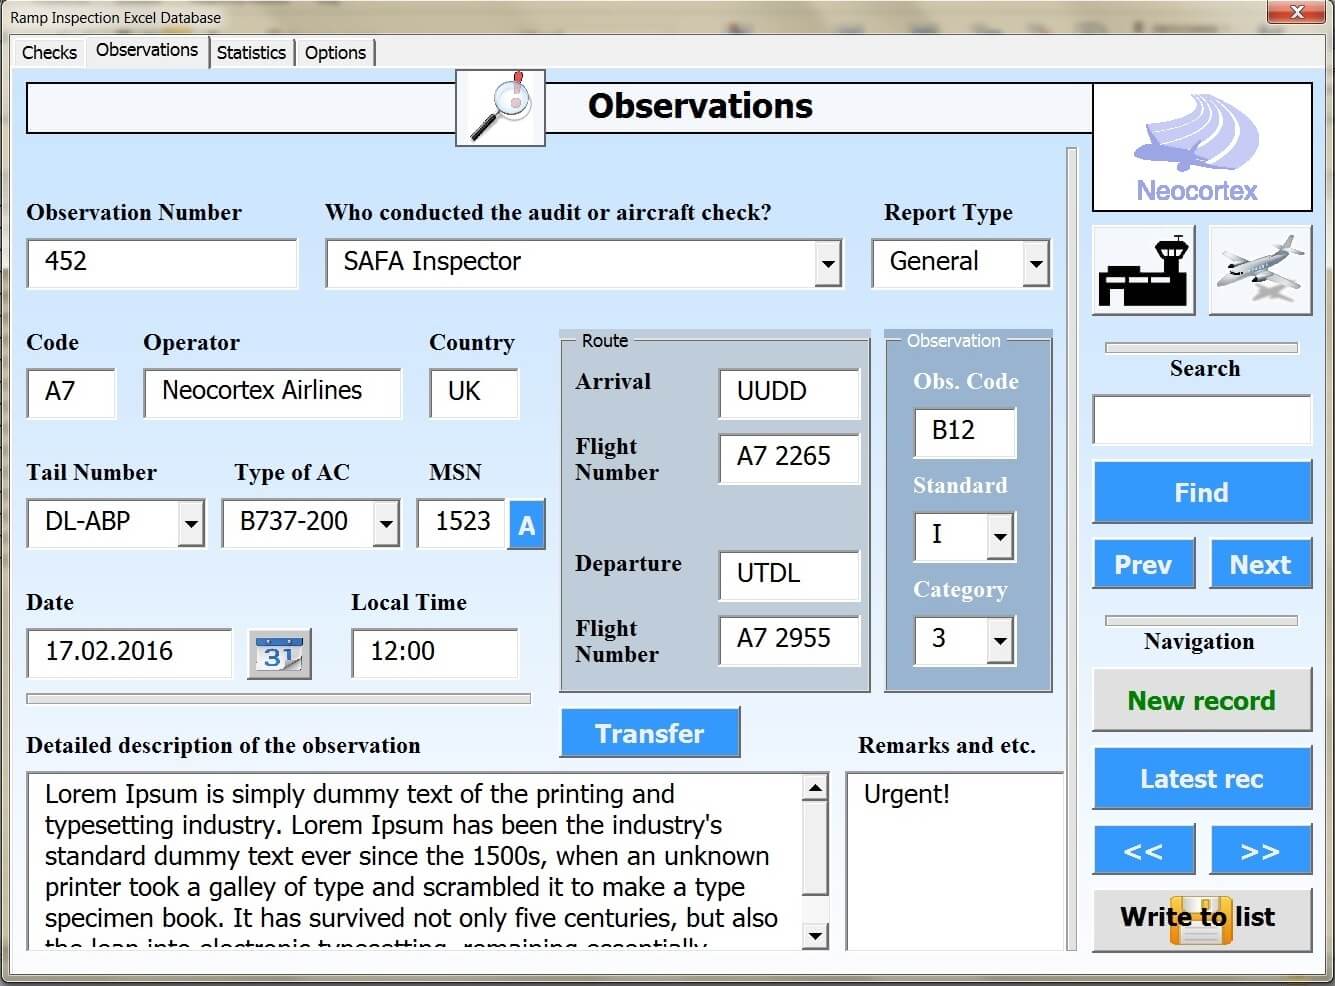 Ramp Inspection Excel Database
Checks
Observations
Statistics
Options
Observations
Neocortex
Observation Number
452
Who conducted the audit or aircraft check?
SAFA Inspector
Report Type
General
Code
A7
Operator
Neocortex Airlines
Country
UK
Tail Number
DL-ABP
Type of AC
B737-200
MSN
1523
A
Date
17.02.2016
31
Local Time
12:00
Route
Arrival
UUDD
Flight
Number
A7 2265
Departure
UTDL
Flight
Number
A7 2955
Observation
Obs. Code
B12
Standard
I
Category
3
Transfer
Detailed description of the observation
Lorem Ipsum is simply dummy text of the printing and
typesetting industry. Lorem Ipsum has been the industry's
standard dummy text ever since the 1500s, when an unknown
printer took a galley of type and scrambled it to make a type
specimen book. It has survived not only five centuries, but also
the leap into electronic typesetting, remaining essentially
Remarks and etc.
Urgent!
Search
Find
Prev
Next
Navigation
New record
Latest rec
<<
>>
Write to list